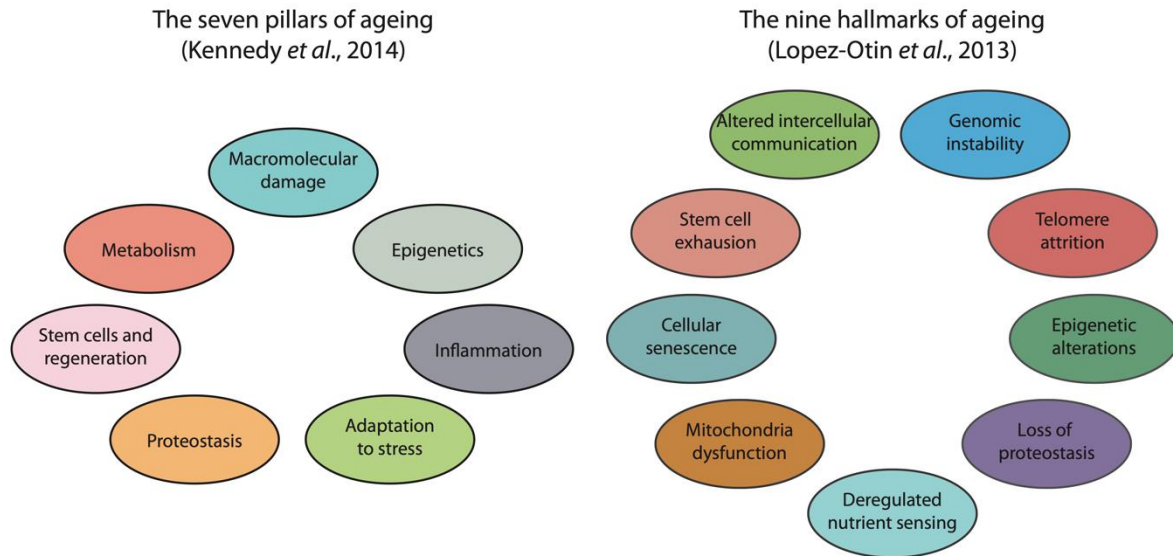 The seven pillars of ageing
(Kennedy et al., 2014)
Macromolecular
damage
Metabolism
Epigenetics
Stem cells and
regeneration
Inflammation
Proteostasis
Adaptation
to stress
The nine hallmarks of ageing
(Lopez-Otin et al., 2013)
Altered intercellular
communication
Genomic
instability
Stem cell
exhausion
Telomere
attrition
Cellular
senescence
Epigenetic
alterations
Mitochondria
dysfunction
Loss of
proteostasis
Deregulated
nutrient sensing